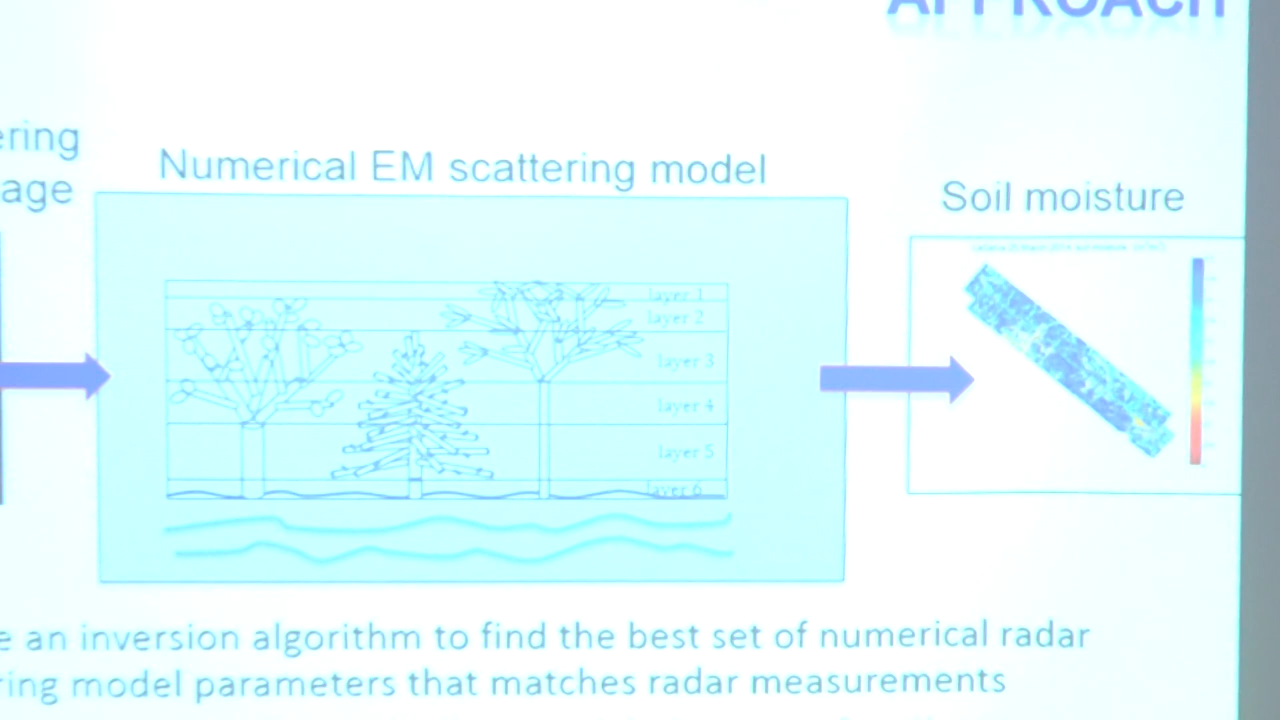 APPROACH
ering
age
Numerical EM scattering model
Soil moisture
layer 1
layer 2
layer 3
layer 4
layer 5
layer 6
e an inversion algorithm to find the best set of numerical radar
ring model parameters that matches radar measurements